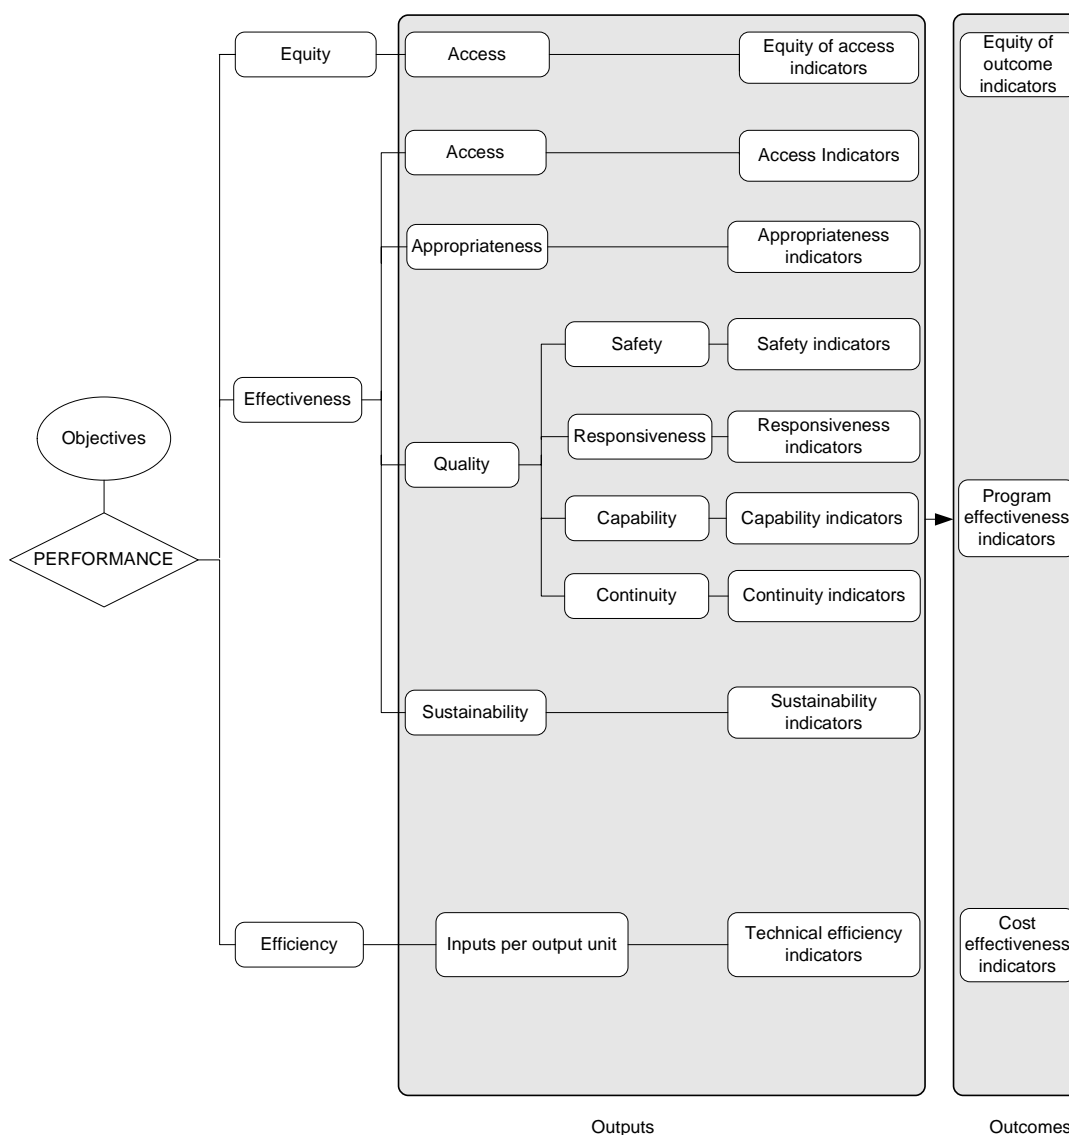 Equity
Access
Equity of access
indicators
Equity of
outcome
indicators
Access
Access Indicators
Appropriateness
Appropriateness
indicators
Safety
Safety indicators
Effectiveness
Objectives
Responsiveness
Responsiveness
indicators
Quality
Capability
Capability indicators
Program
effectiveness
indicators
PERFORMANCE
Continuity
Continuity indicators
Sustainability
Sustainability
indicators
Efficiency
Inputs per output unit
Technical efficiency
indicators
Cost
effectiveness
indicators
Outputs
Outcomes